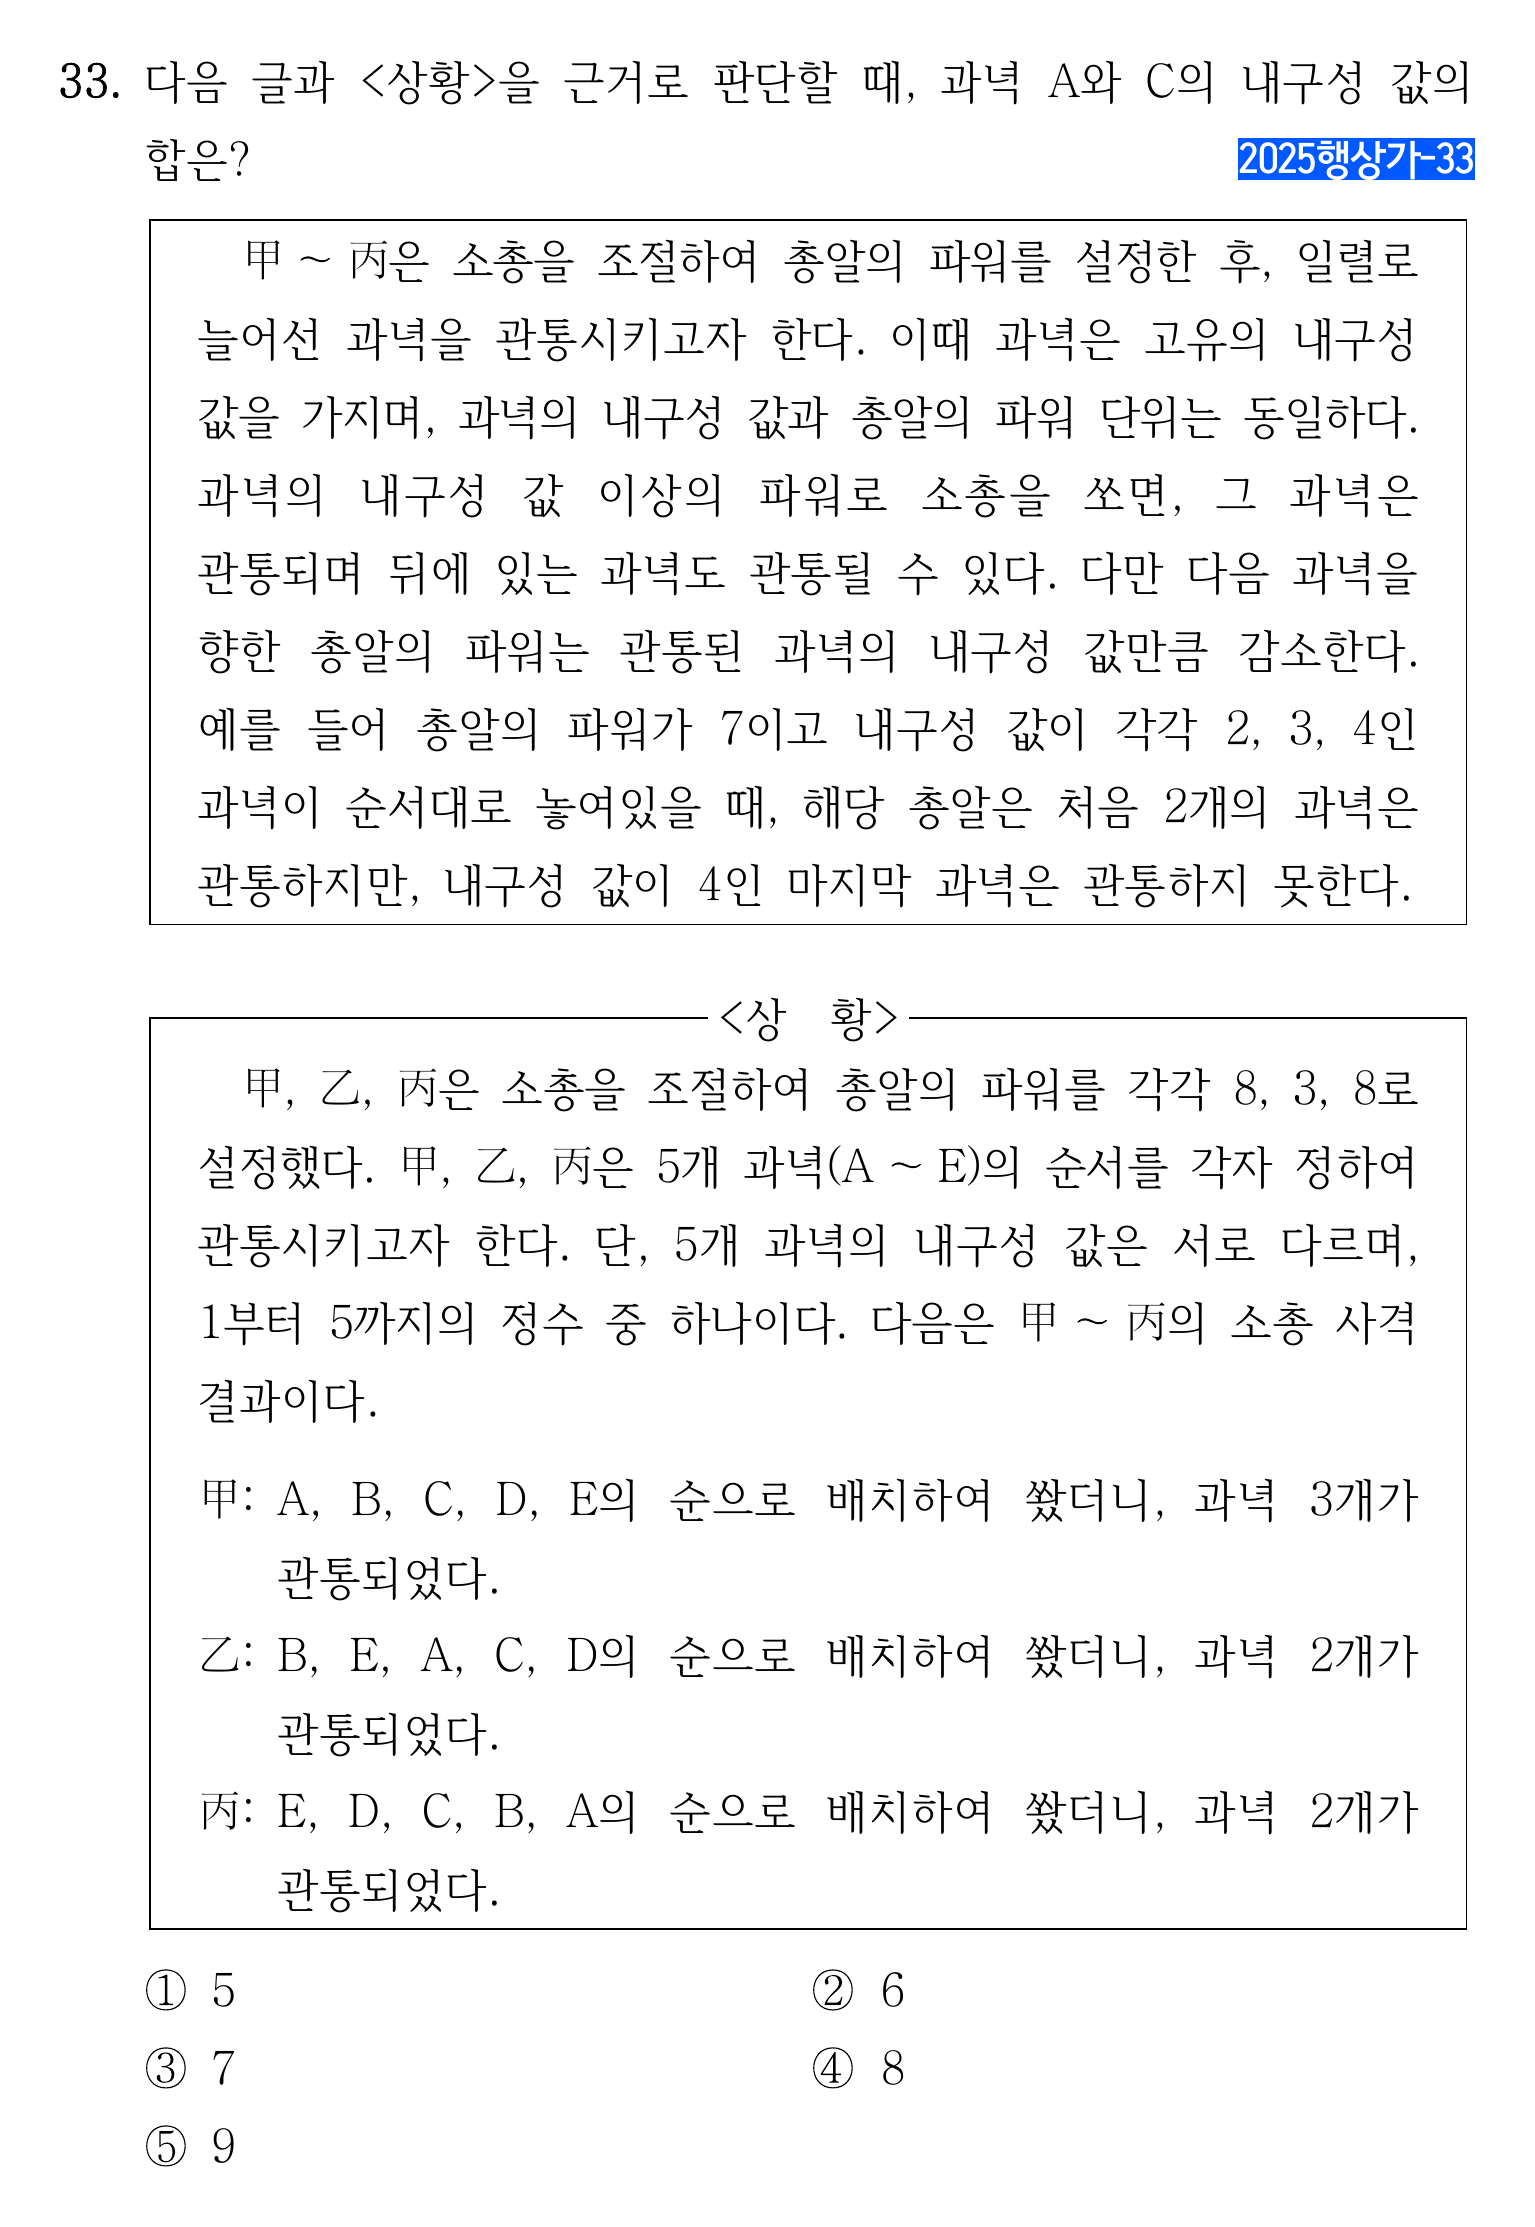 33. 다음 글과 <상황>을 근거로 판단할 때, 과녁 A와 C의 내구성 값의
합은?
2025행상가-33
甲 ~ 丙은 소총을 조절하여 총알의 파워를 설정한 후, 일렬로
늘어선 과녁을 관통시키고자 한다. 이때 과녁은 고유의 내구성
값을 가지며, 과녁의 내구성 값과 총알의 파워 단위는 동일하다.
과녁의 내구성 값 이상의 파워로 소총을 쏘면, 그 과녁은
관통되며 뒤에 있는 과녁도 관통될 수 있다. 다만 다음 과녁을
향한 총알의 파워는 관통된 과녁의 내구성 값만큼 감소한다.
예를 들어 총알의 파워가 7이고 내구성 값이 각각 2, 3, 4인
과녁이 순서대로 놓여있을 때, 해당 총알은 처음 2개의 과녁은
관통하지만, 내구성 값이 4인 마지막 과녁은 관통하지 못한다.
<상 황>
甲, 乙, 丙은 소총을 조절하여 총알의 파워를 각각 8, 3, 8로
설정했다. 甲, 乙, 丙은 5개 과녁(A ~ E)의 순서를 각자 정하여
관통시키고자 한다. 단, 5개 과녁의 내구성 값은 서로 다르며,
1부터 5까지의 정수 중 하나이다. 다음은 甲 ~ 丙의 소총 사격
결과이다.
甲: A, B, C, D, E의 순으로 배치하여 쐈더니, 과녁 3개가
관통되었다.
乙: B, E, A, C, D의 순으로 배치하여 쐈더니, 과녁 2개가
관통되었다.
丙: E, D, C, B, A의 순으로 배치하여 쐈더니, 과녁 2개가
관통되었다.
① 5 ② 6
③ 7 ④ 8
⑤ 9